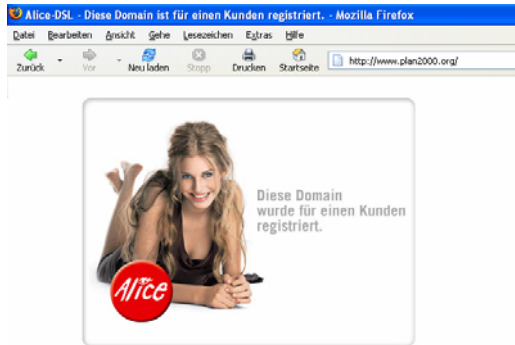 Alice-DSL - Diese Domain ist für einen Kunden registriert. - Mozilla Firefox
Datei Bearbeiten Ansicht Gehe Lesezeichen Extras Hilfe
Zurück Vor Neu laden Stopp Drucken Startseite http://www.plan2000.org/
Diese Domain
wurde für einen Kunden
registriert.
Alice